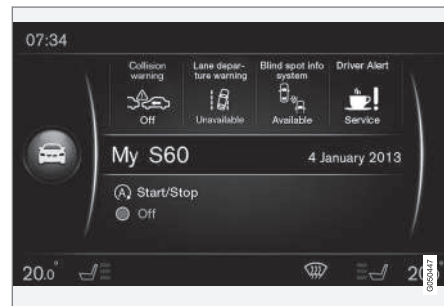 07:34
Collision warning
Lane depar-ture warning
Blind spot info system
Driver Alert
Off
Unavailable
Available
Service
My S60
4 January 2013
Start/Stop
Off
20.0°
G050447